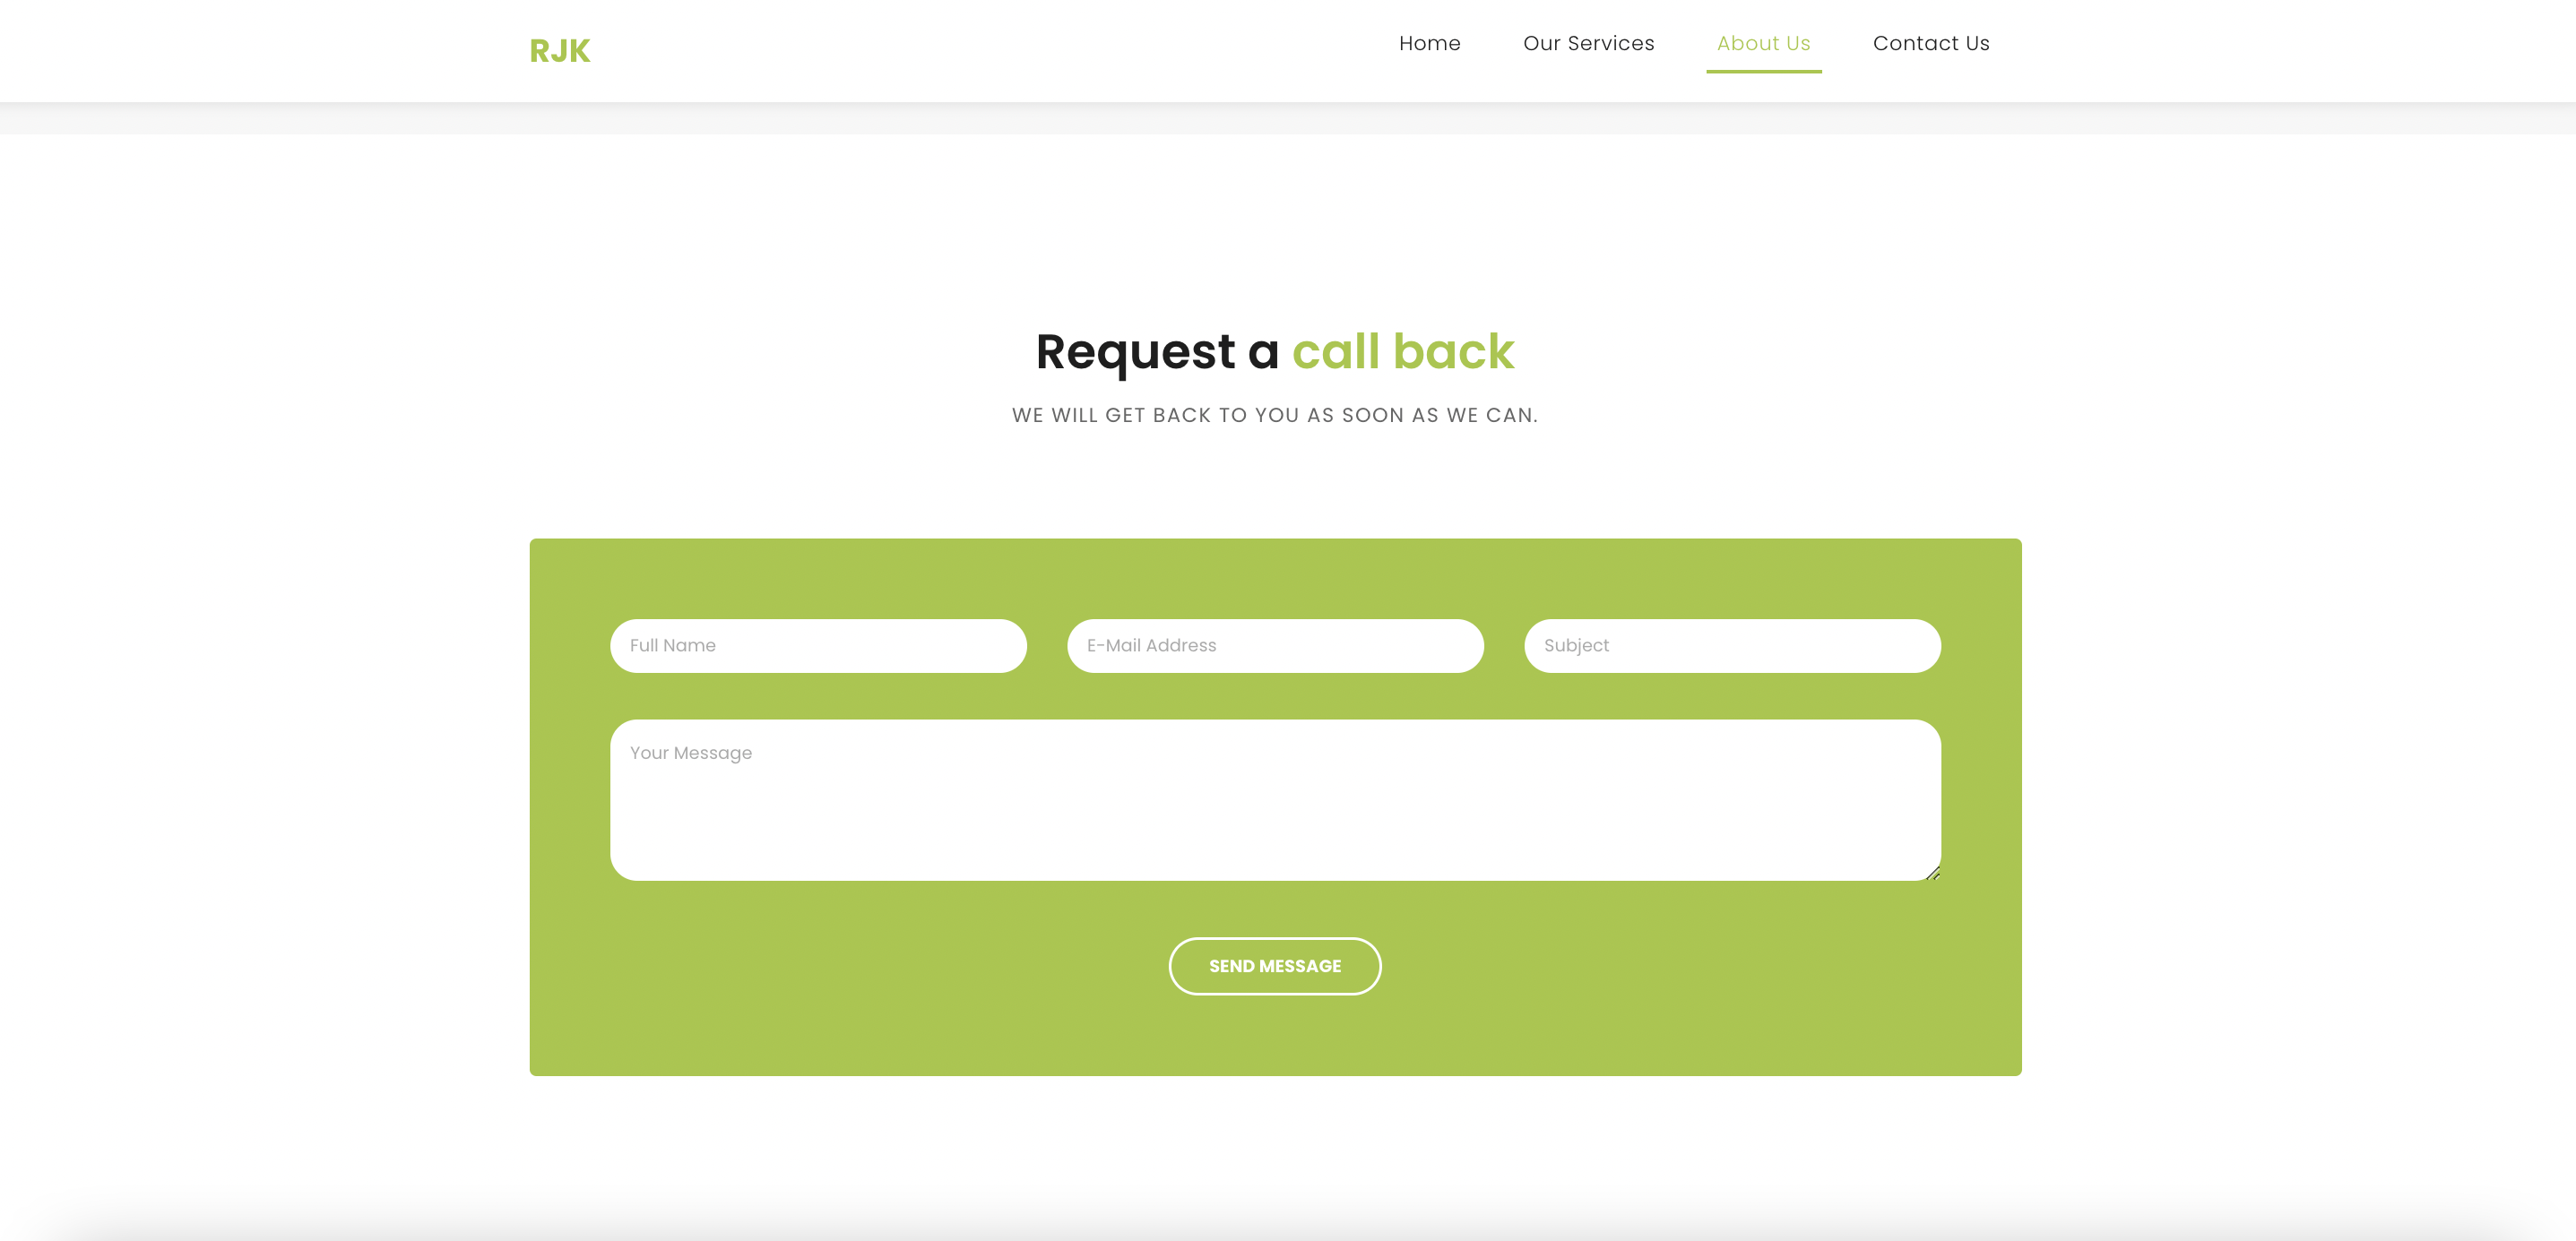 RJK
Home Our Services About Us Contact Us
Request a call back
WE WILL GET BACK TO YOU AS SOON AS WE CAN.
Full Name E-Mail Address Subject
Your Message
SEND MESSAGE